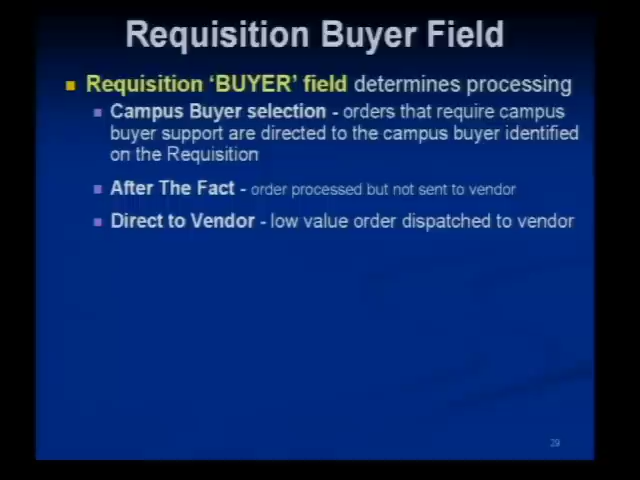 Requisition Buyer Field
Requisition ‘BUYER’ field determines processing
Campus Buyer selection - orders that require campus
buyer support are directed to the campus buyer identified
on the Requisition
After The Fact - order processed but not sent to vendor
Direct to Vendor - low value order dispatched to vendor
29